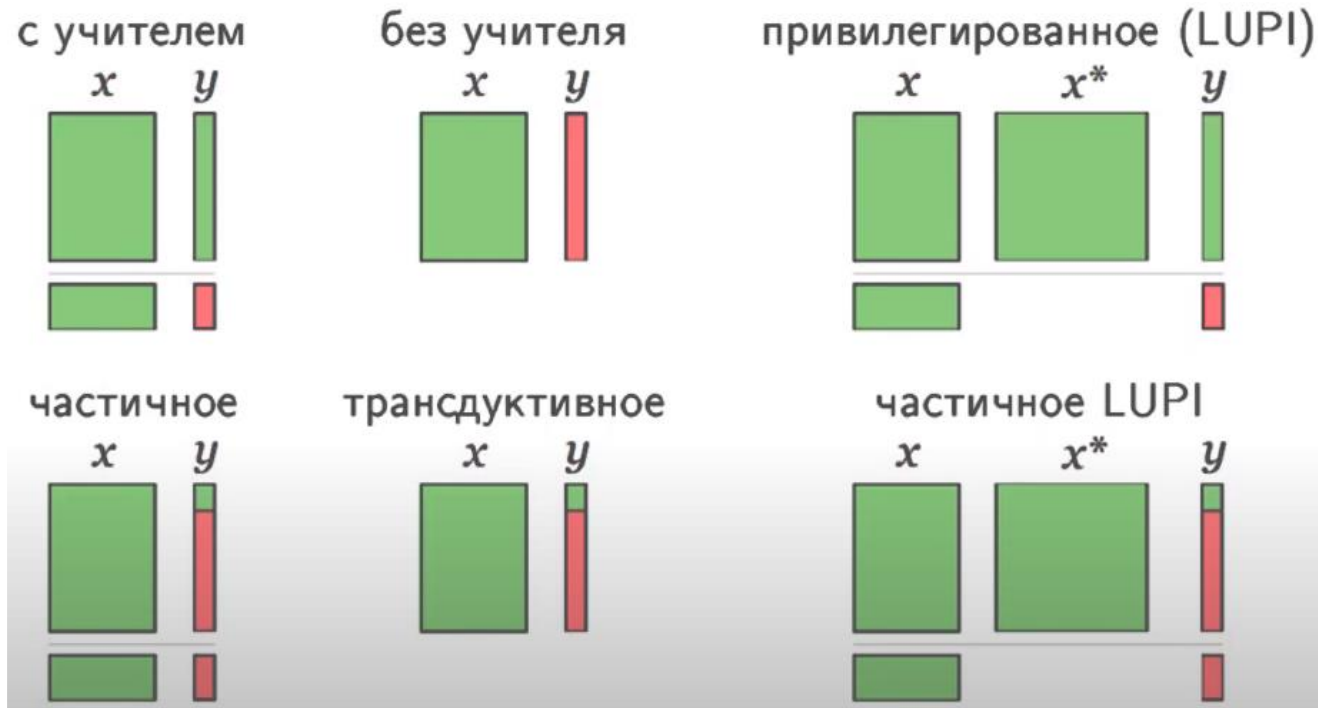 с учителем
x y
без учителя
x y
привилегированное (LUPI)
x x* y
частичное
x y
трансдуктивное
x y
частичное LUPI
x x* y